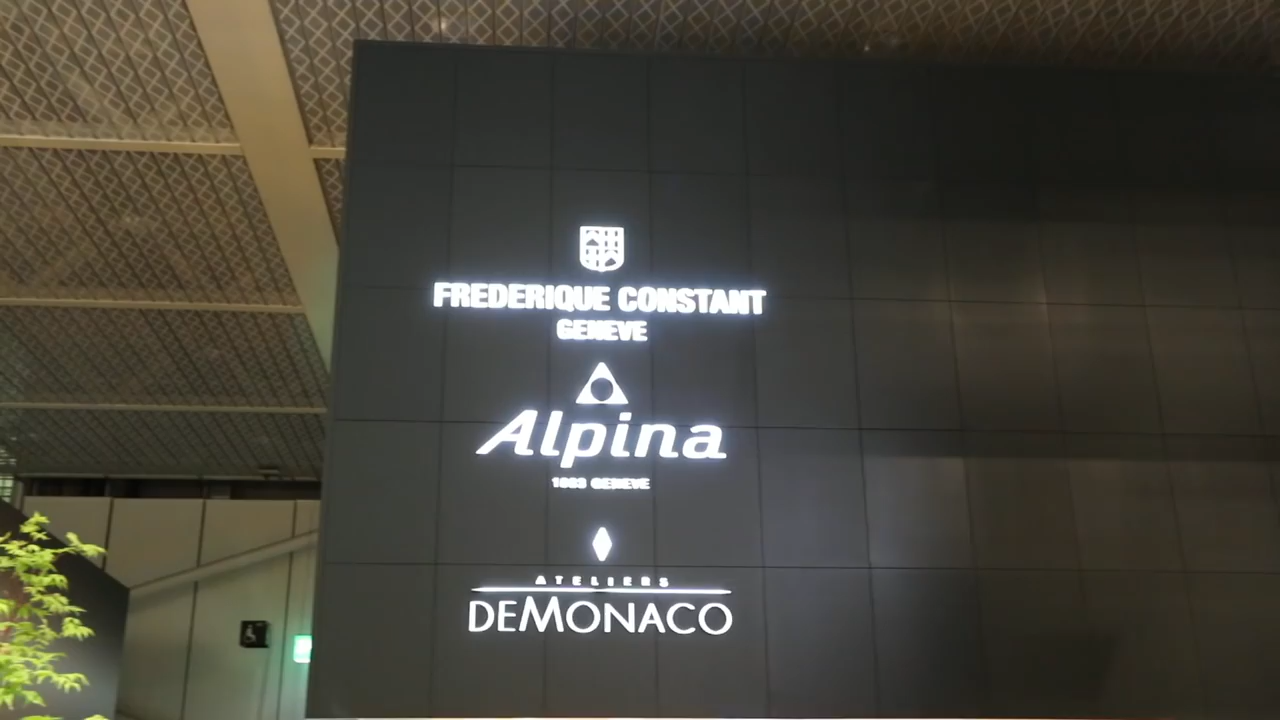 FREDERIQUE CONSTANT
GENEVE
Alpina
1883 GENEVE
ATELIERS
DEMONACO